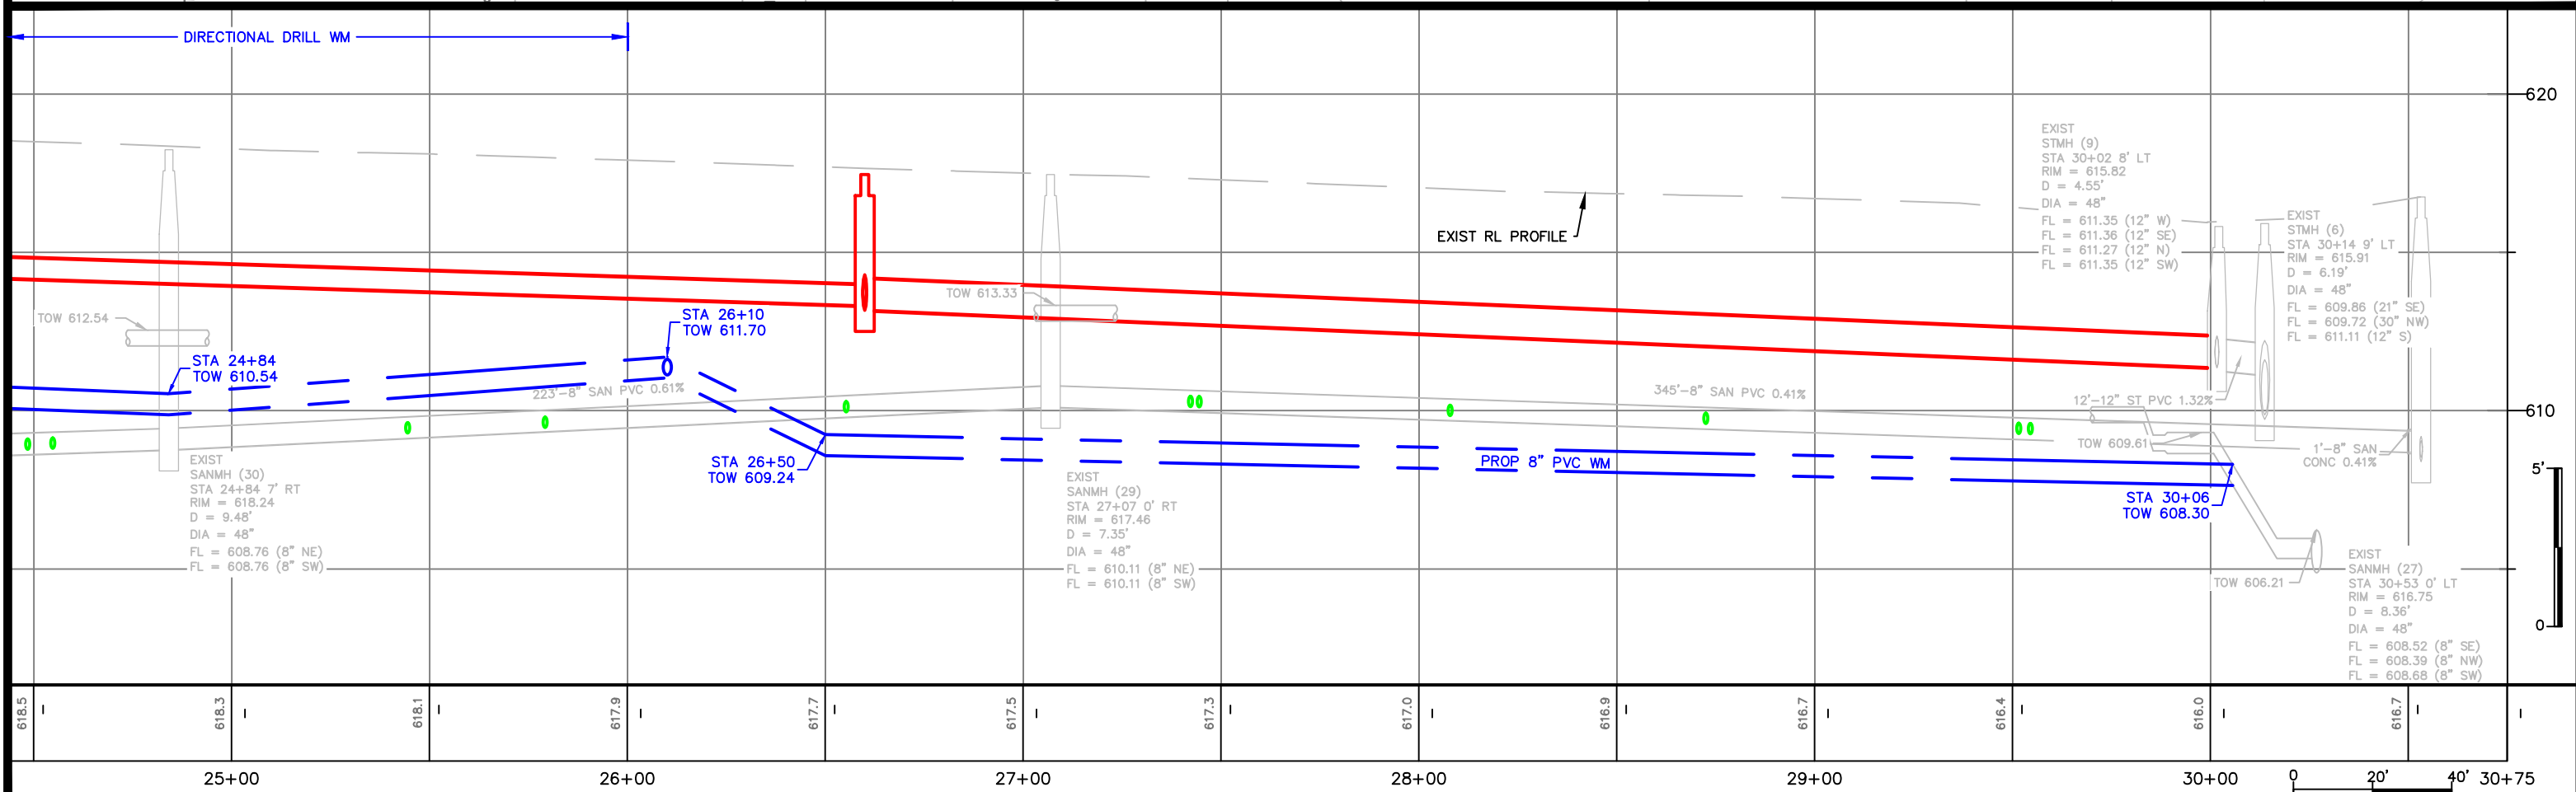 DIRECTIONAL DRILL WM
620
EXIST
STMH (9)
STA 30+02 8' LT
RIM = 615.82
D = 4.55'
DIA = 48"
FL = 611.35 (12" W)
FL = 611.36 (12" SE)
FL = 611.27 (12" N)
FL = 611.35 (12" SW)
EXIST
STMH (6)
STA 30+14 9' LT
RIM = 615.91
D = 6.19'
DIA = 48"
FL = 609.86 (21" SE)
FL = 609.72 (30" NW)
FL = 611.11 (12" S)
EXIST RL PROFILE
TOW 613.33
TOW 612.54
STA 26+10
TOW 611.70
STA 24+84
TOW 610.54
223'-8" SAN PVC 0.61%
345'-8" SAN PVC 0.41%
12'-12" ST PVC 1.32%
610
TOW 609.61
1'-8" SAN
CONC 0.41%
STA 26+50
TOW 609.24
PROP 8" PVC WM
5'
EXIST
SANMH (30)
STA 24+84 7' RT
RIM = 618.24
D = 9.48'
DIA = 48"
FL = 608.76 (8" NE)
FL = 608.76 (8" SW)
EXIST
SANMH (29)
STA 27+07 0' RT
RIM = 617.46
D = 7.35'
DIA = 48"
FL = 610.11 (8" NE)
FL = 610.11 (8" SW)
STA 30+06
TOW 608.30
TOW 606.21
EXIST
SANMH (27)
STA 30+53 0' LT
RIM = 616.75
D = 8.36'
DIA = 48"
FL = 608.52 (8" SE)
FL = 608.39 (8" NW)
FL = 608.68 (8" SW)
0
618.5
618.3
618.1
617.9
617.7
617.5
617.3
617.0
616.9
616.7
616.4
616.0
616.7
25+00
26+00
27+00
28+00
29+00
30+00
0
20'
40'
30+75